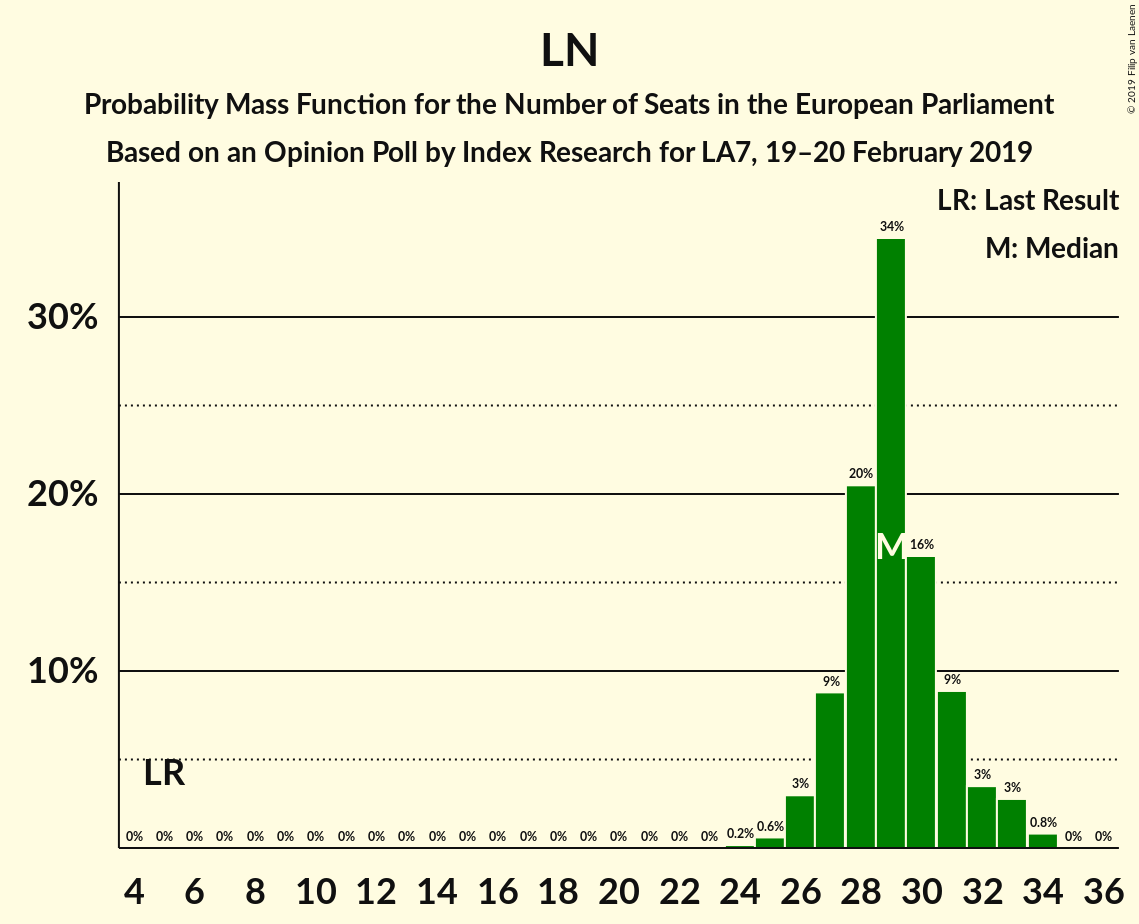 LN
Probability Mass Function for the Number of Seats in the European Parliament
Based on an Opinion Poll by Index Research for LA7, 19–20 February 2019
© 2019 Filip van Laenen
LR: Last Result
M: Median
30%
20%
10%
34%
20%
M
16%
9%
9%
LR
3%
3%
3%
0% 0% 0% 0% 0% 0% 0% 0% 0% 0% 0% 0% 0% 0% 0% 0% 0% 0% 0% 0% 0.2% 0.6% 0.8% 0% 0%
4 6 8 10 12 14 16 18 20 22 24 26 28 30 32 34 36